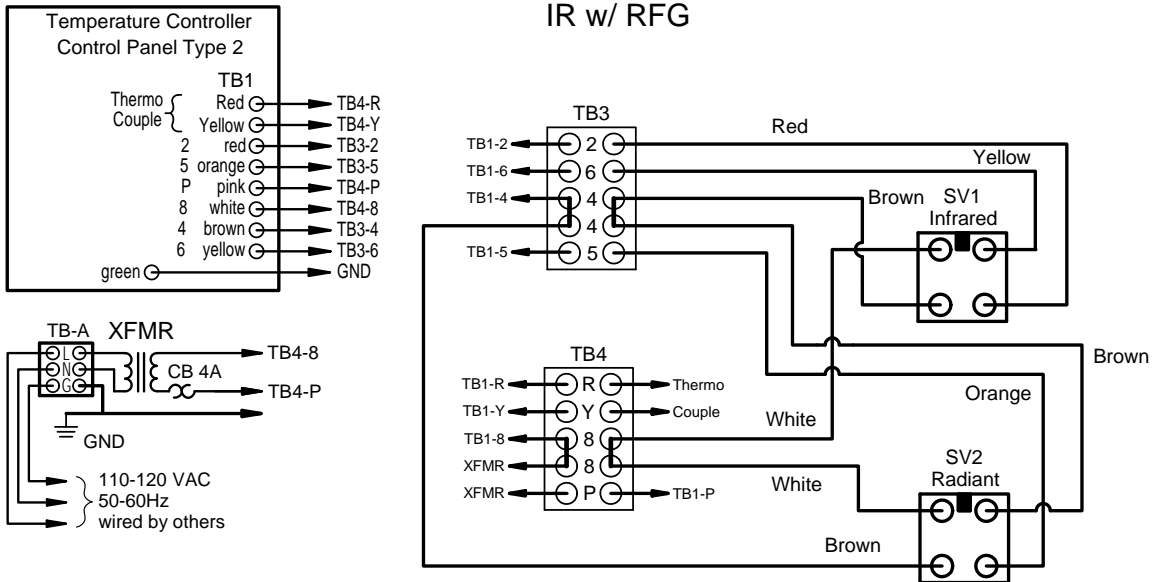 IR w/ RFG
Temperature Controller
Control Panel Type 2
TB1
Thermo
Couple
Red
TB4-R
Yellow
TB4-Y
2 red
TB3-2
5 orange
TB3-5
P pink
TB4-P
8 white
TB4-8
4 brown
TB3-4
6 yellow
TB3-6
green
GND
TB-A
XFMR
L
N
G
CB 4A
TB4-8
TB4-P
GND
110-120 VAC
50-60Hz
wired by others
TB3
TB1-2
2
TB1-6
6
TB1-4
4
4
TB1-5
5
Red
Yellow
Brown
SV1
Infrared
TB4
TB1-R
R
Thermo
TB1-Y
Y
Couple
TB1-8
8
XFMR
8
XFMR
P
TB1-P
White
White
Brown
Orange
Brown
SV2
Radiant